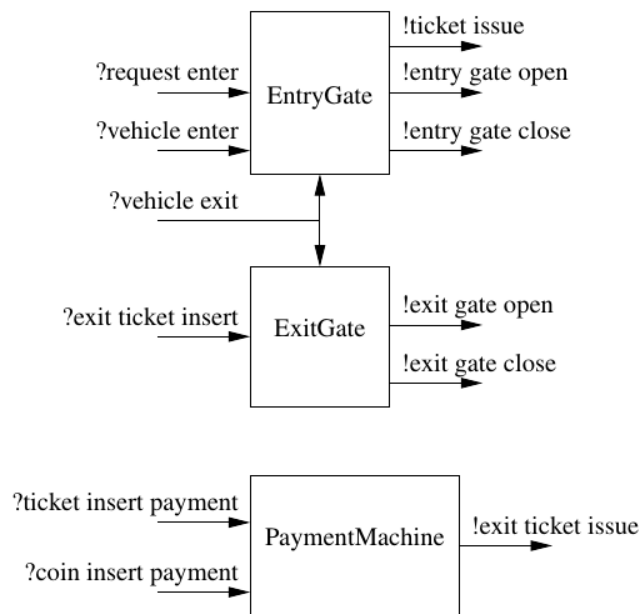 !ticket issue
?request enter
EntryGate
!entry gate open
?vehicle enter
!entry gate close
?vehicle exit
?exit ticket insert
ExitGate
!exit gate open
!exit gate close
?ticket insert payment
PaymentMachine
!exit ticket issue
?coin insert payment